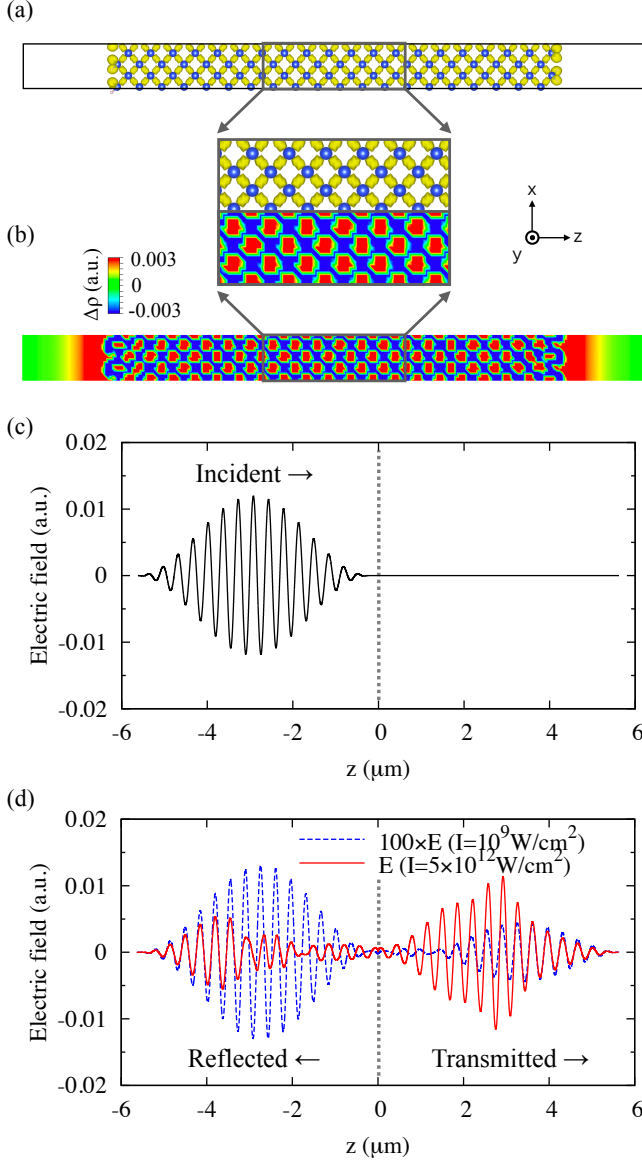 (a)
x
y
z
(b)
Δρ (a.u.)
0.003
0
-0.003
(c)
Electric field (a.u.)
0.02
0.01
0
-0.01
-0.02
Incident →
-6 -4 -2 0 2 4 6
z (μm)
(d)
Electric field (a.u.)
0.02
0.01
0
-0.01
-0.02
100×E (I=10⁹W/cm²)
E (I=5×10¹²W/cm²)
Reflected ←
Transmitted →
-6 -4 -2 0 2 4 6
z (μm)